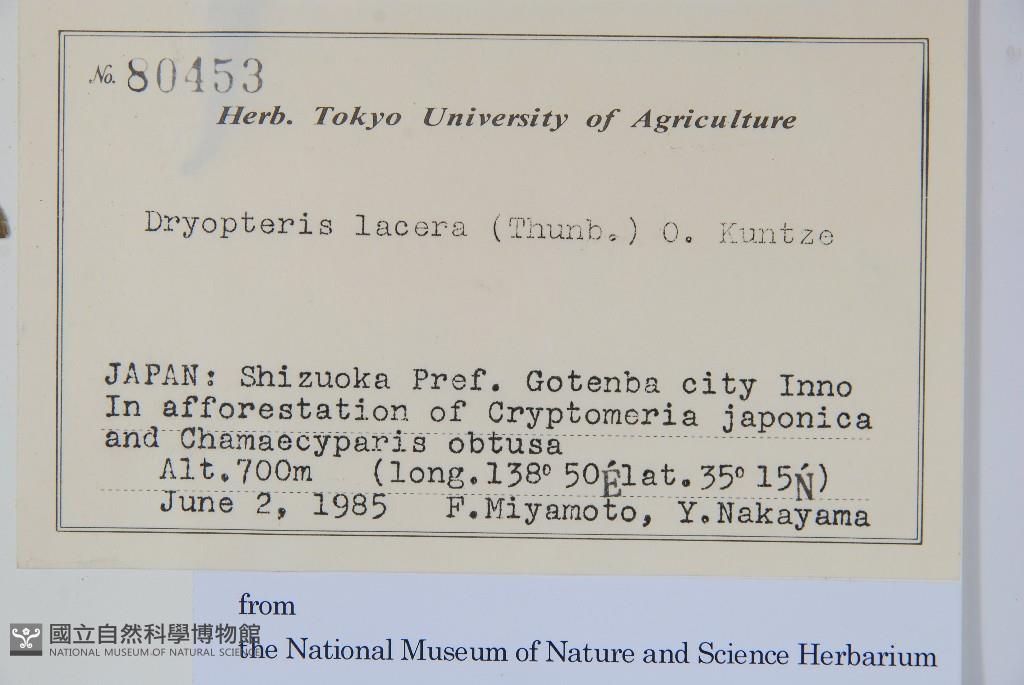 No. 80453
Herb. Tokyo University of Agriculture
Dryopteris lacera (Thunb.) O. Kuntze
JAPAN: Shizuoka Pref. Gotenba city Inno
In afforestation of Cryptomeria japonica
and Chamaecyparis obtusa
Alt.700m (long.138° 50'E lat.35° 15'N)
June 2, 1985 F.Miyamoto, Y.Nakayama
from
the National Museum of Nature and Science Herbarium
國立自然科學博物館
NATIONAL MUSEUM OF NATURAL SCIENCE